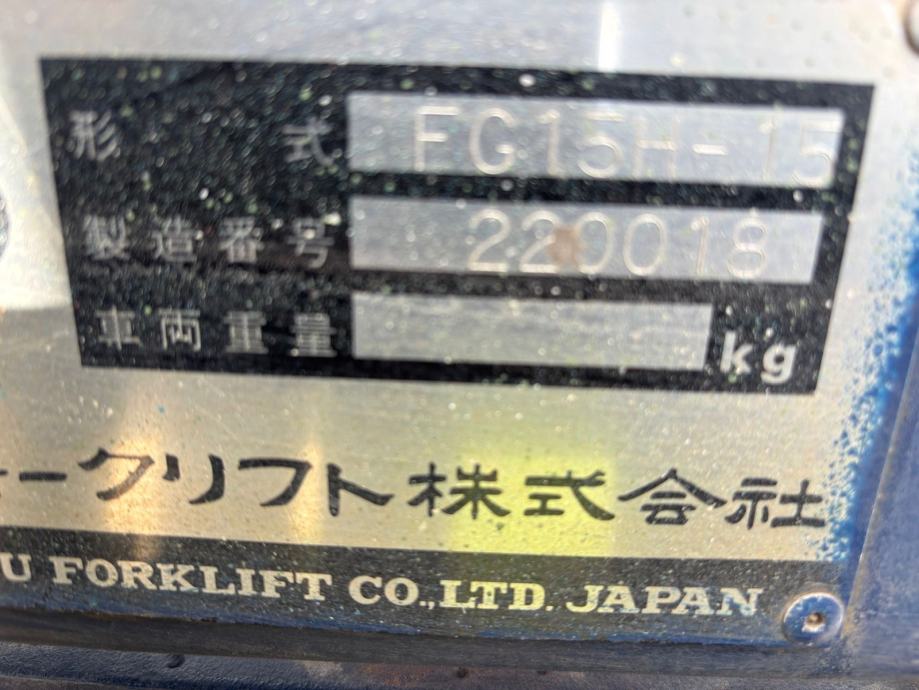 形式 FG15H-15
製造番号 220018
車両重量 kg
ークリフト株式会社
U FORKLIFT CO.,LTD. JAPAN